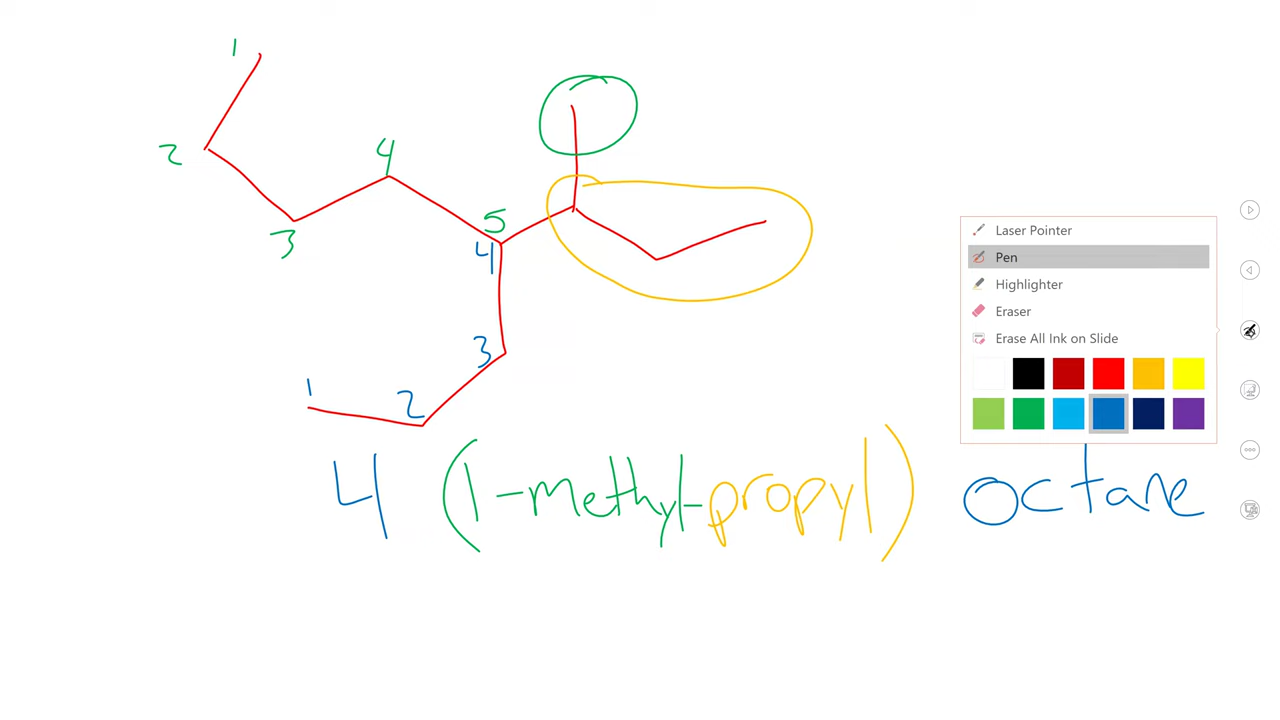 1
2
4
3
5
4
3
1
2
Laser Pointer
Pen
Highlighter
Eraser
Erase All Ink on Slide
4 (1-methyl-propyl) octane